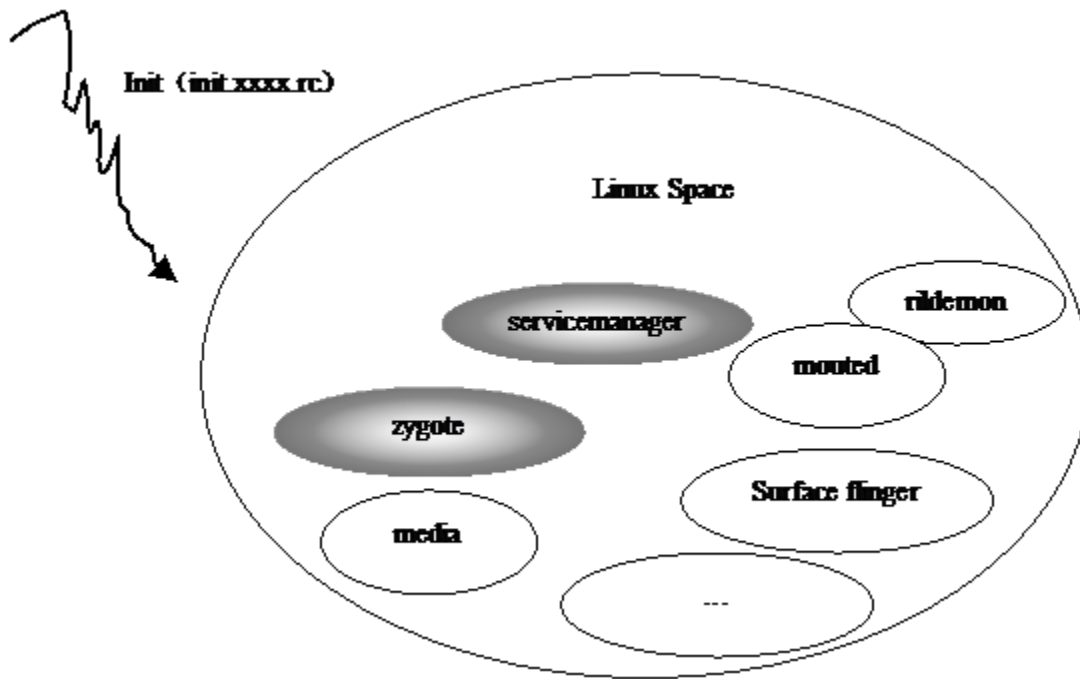 Init (init.xxxx.rc)
Linux Space
rildemon
servicemanager
mouted
zygote
Surface flinger
media
---